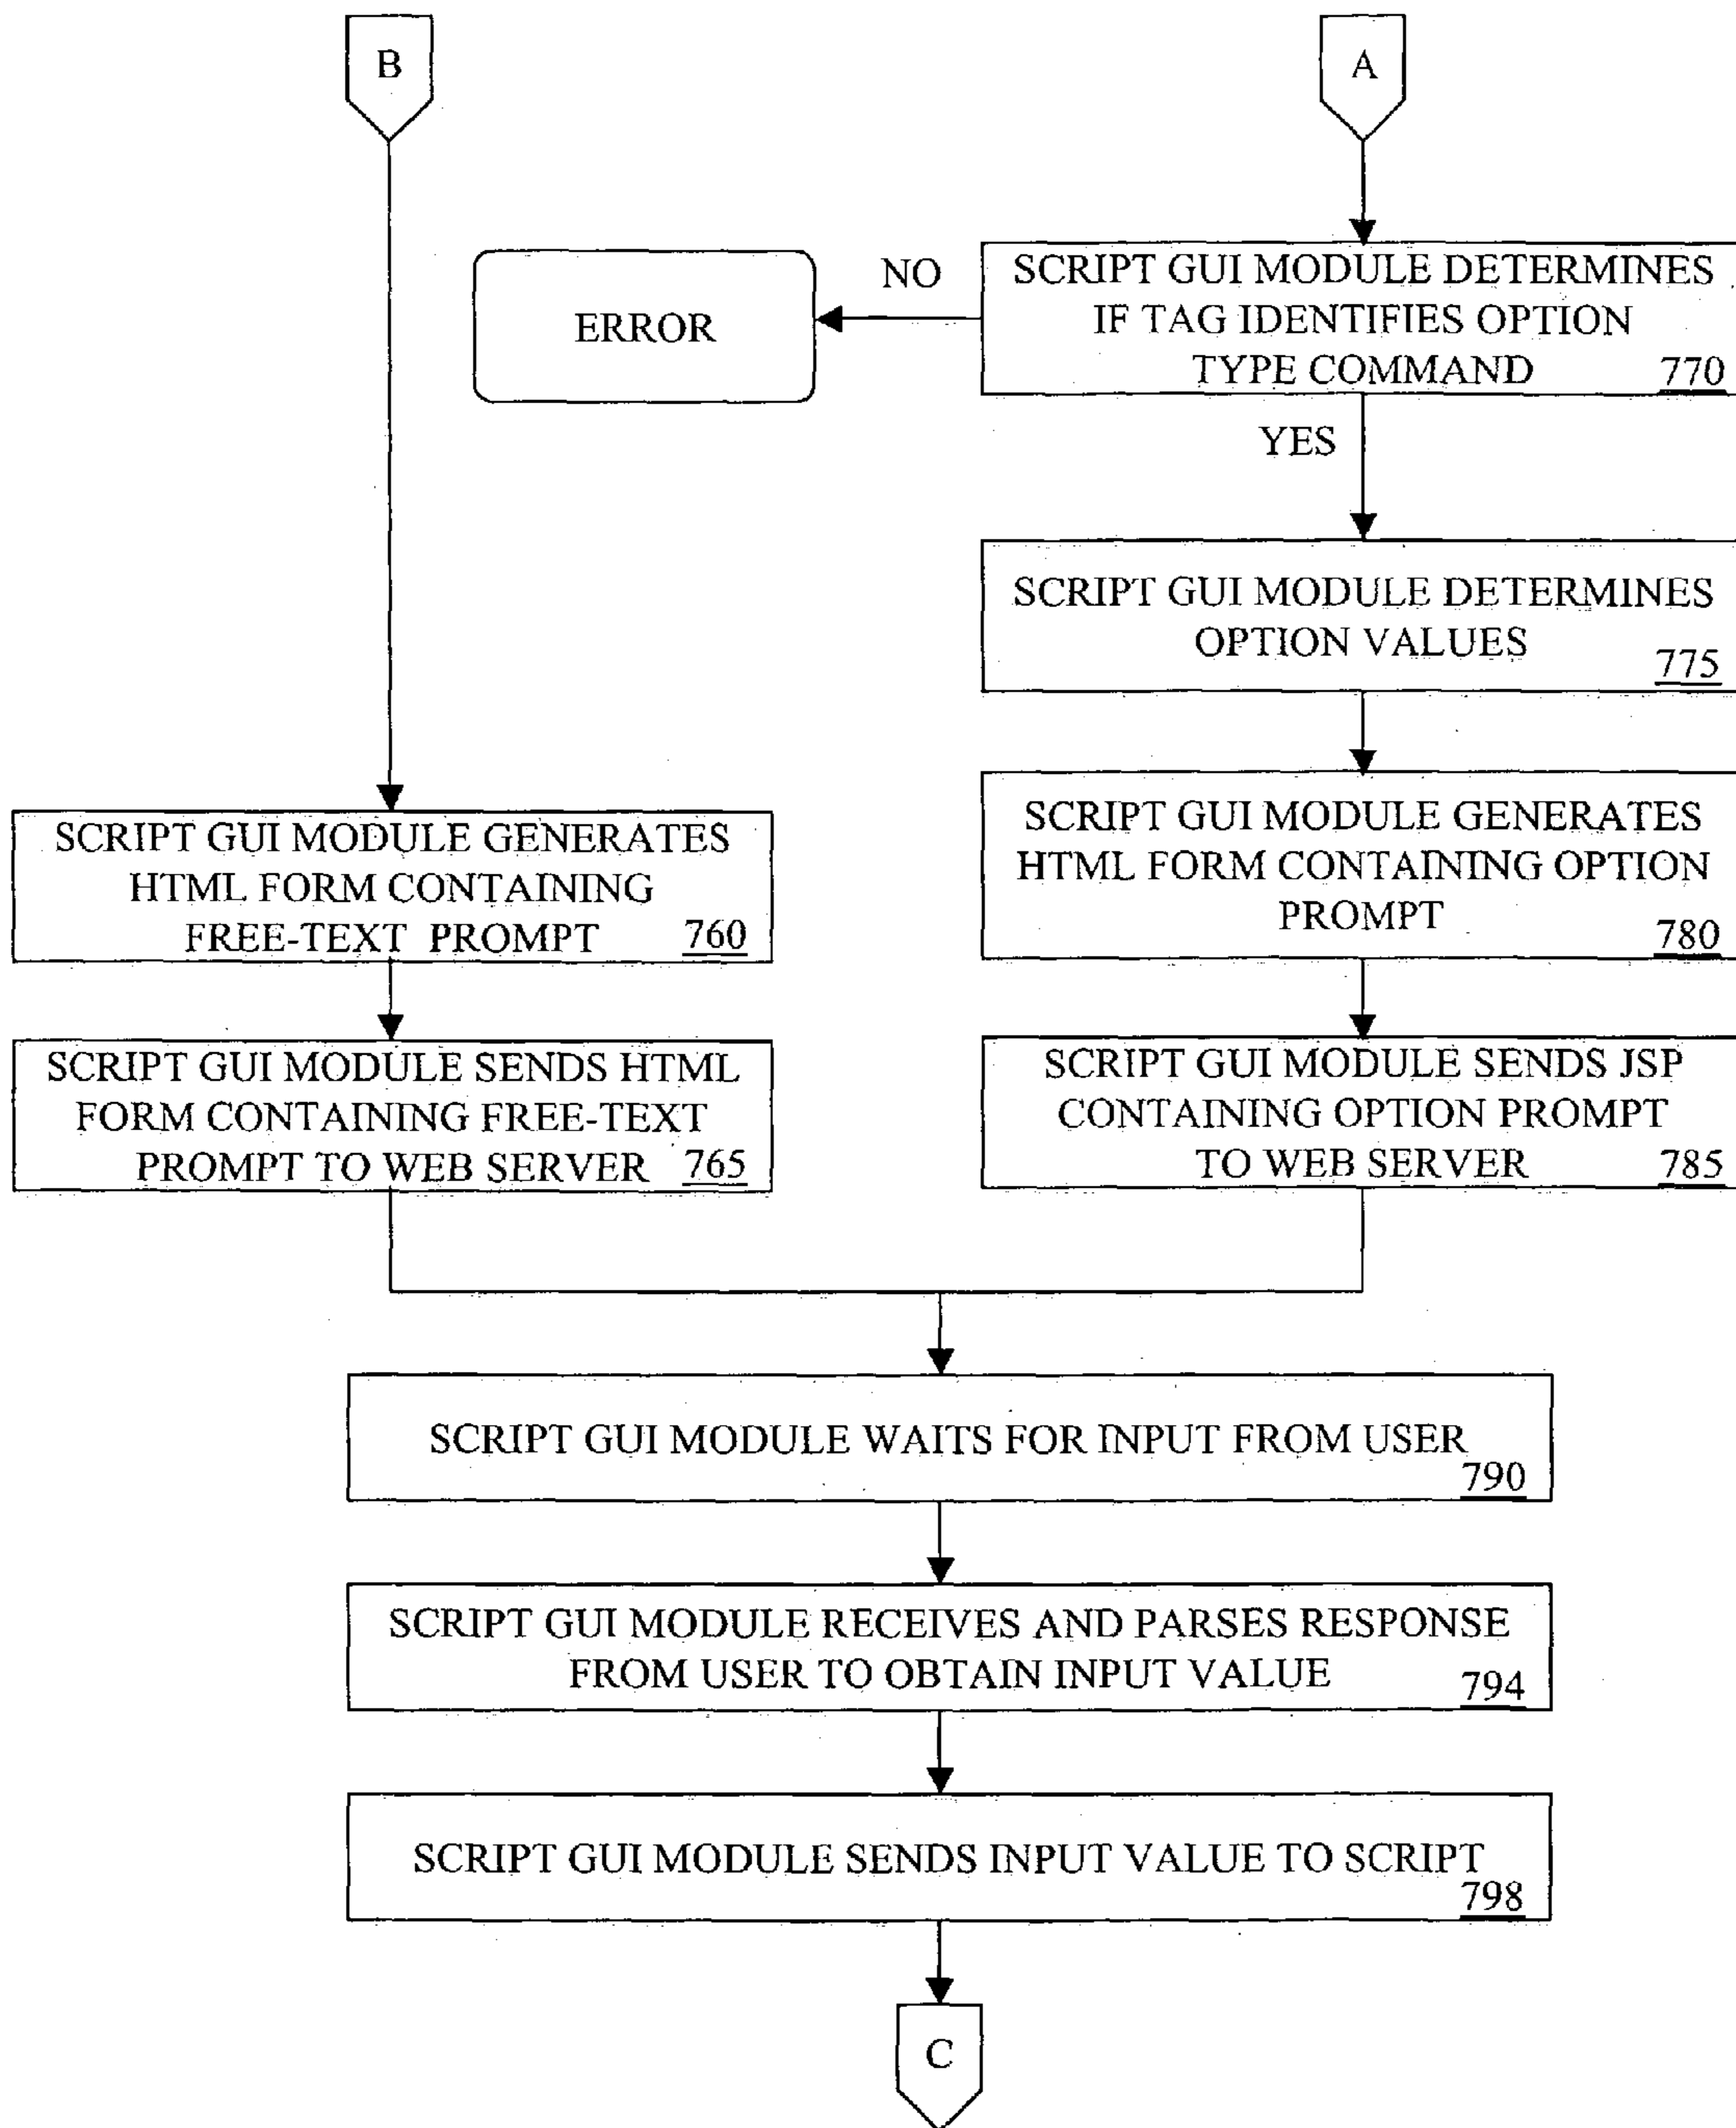 B
A
NO
SCRIPT GUI MODULE DETERMINES
IF TAG IDENTIFIES OPTION
TYPE COMMAND 770
ERROR
YES
SCRIPT GUI MODULE DETERMINES
OPTION VALUES
775
SCRIPT GUI MODULE GENERATES
HTML FORM CONTAINING
FREE-TEXT PROMPT 760
SCRIPT GUI MODULE GENERATES
HTML FORM CONTAINING OPTION
PROMPT 780
SCRIPT GUI MODULE SENDS HTML
FORM CONTAINING FREE-TEXT
PROMPT TO WEB SERVER 765
SCRIPT GUI MODULE SENDS JSP
CONTAINING OPTION PROMPT
TO WEB SERVER 785
SCRIPT GUI MODULE WAITS FOR INPUT FROM USER
790
SCRIPT GUI MODULE RECEIVES AND PARSES RESPONSE
FROM USER TO OBTAIN INPUT VALUE 794
SCRIPT GUI MODULE SENDS INPUT VALUE TO SCRIPT
798
C